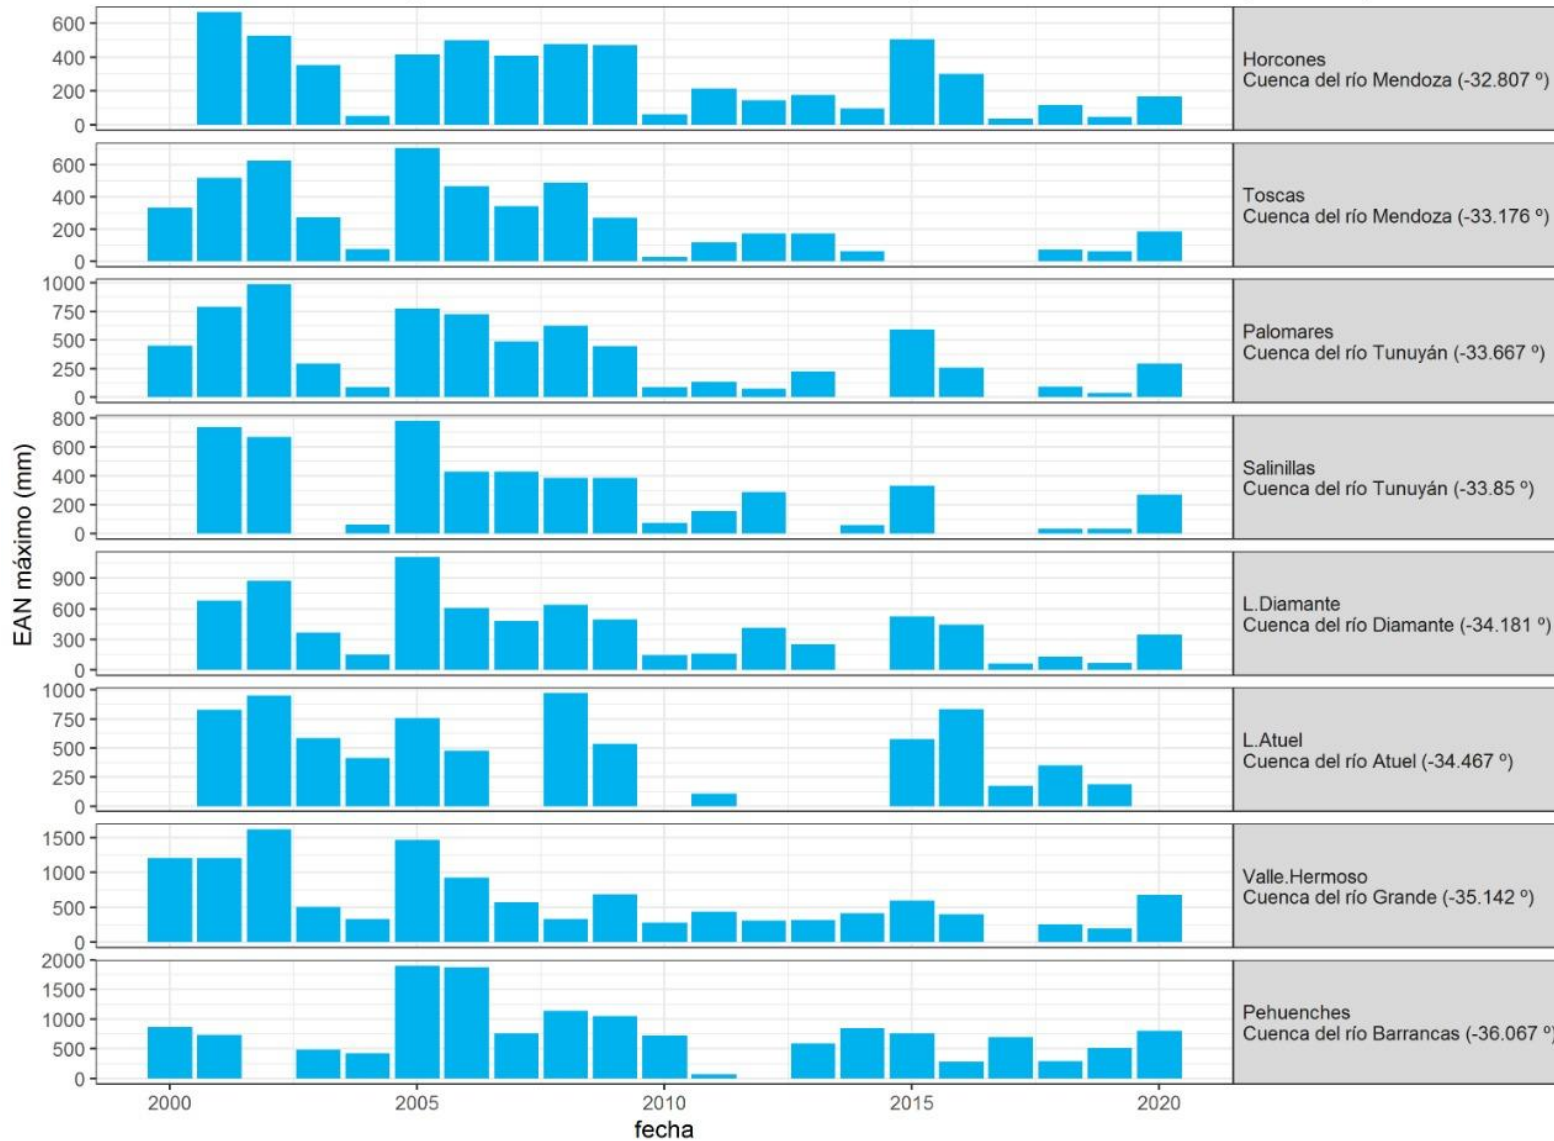 EAN máximo (mm)
600
400
200
0
Horcones
Cuenca del río Mendoza (-32.807 º)
600
400
200
0
Toscas
Cuenca del río Mendoza (-33.176 º)
1000
750
500
250
0
Palomares
Cuenca del río Tunuyán (-33.667 º)
800
600
400
200
0
Salinillas
Cuenca del río Tunuyán (-33.85 º)
900
600
300
0
L.Diamante
Cuenca del río Diamante (-34.181 º)
1000
750
500
250
0
L.Atuel
Cuenca del río Atuel (-34.467 º)
1500
1000
500
0
Valle.Hermoso
Cuenca del río Grande (-35.142 º)
2000
1500
1000
500
0
Pehuenches
Cuenca del río Barrancas (-36.067 º)
2000 2005 2010 2015 2020
fecha